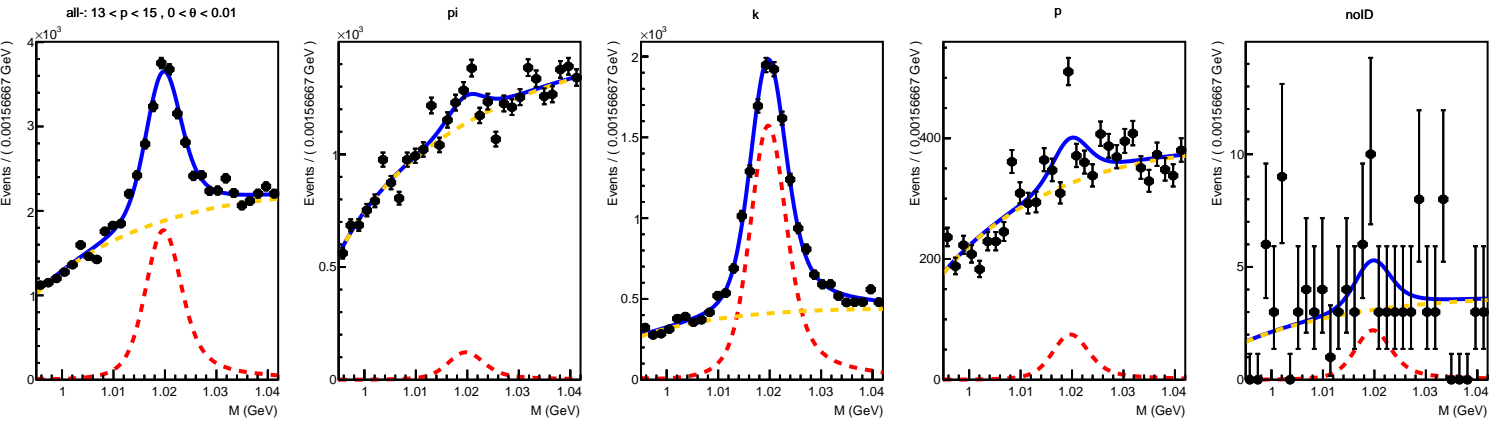 all-: 13 < p < 15 , 0 < θ < 0.01
×10³
Events / ( 0.00156667 GeV )
4
3
2
1
0
1 1.01 1.02 1.03 1.04
M (GeV)
pi
×10³
Events / ( 0.00156667 GeV )
1
0.5
0
1 1.01 1.02 1.03 1.04
M (GeV)
k
×10³
Events / ( 0.00156667 GeV )
2
1.5
1
0.5
0
1 1.01 1.02 1.03 1.04
M (GeV)
p
Events / ( 0.00156667 GeV )
400
200
0
1 1.01 1.02 1.03 1.04
M (GeV)
noID
Events / ( 0.00156667 GeV )
10
5
0
1 1.01 1.02 1.03 1.04
M (GeV)